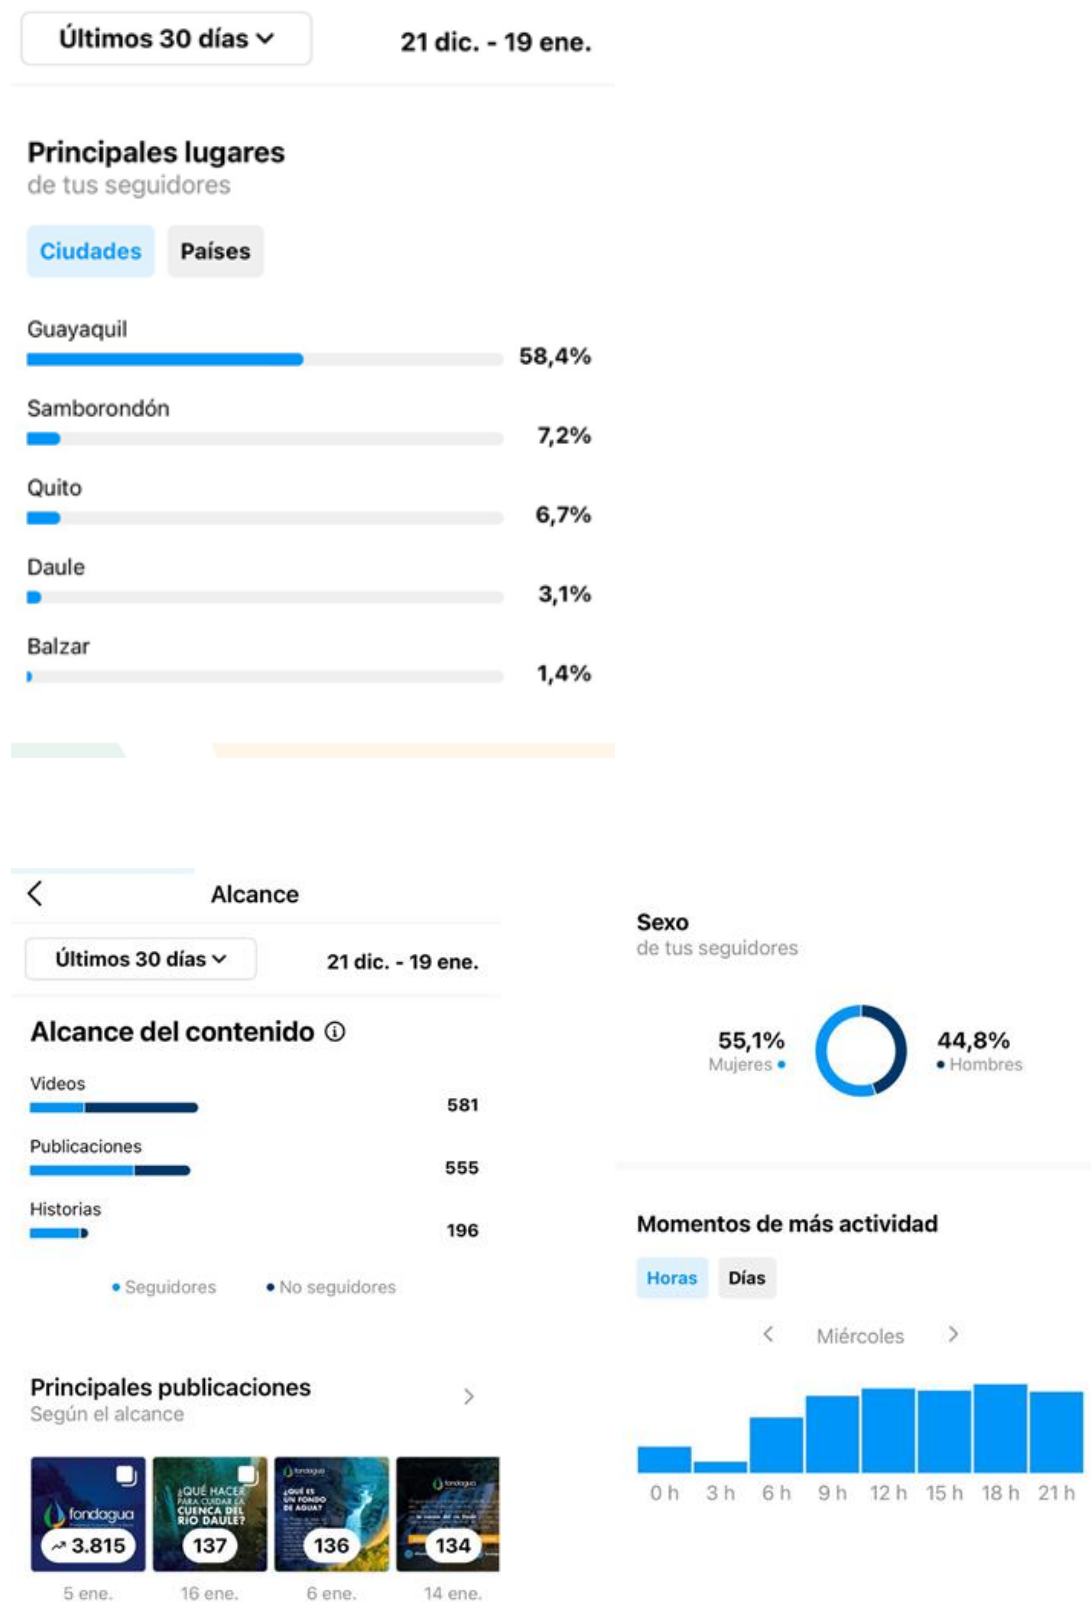 Últimos 30 días
21 dic. - 19 ene.
Principales lugares
de tus seguidores
Ciudades
Países
Guayaquil
58,4%
Samborondón
7,2%
Quito
6,7%
Daule
3,1%
Balzar
1,4%
Alcance
Últimos 30 días
21 dic. - 19 ene.
Alcance del contenido
Videos
581
Publicaciones
555
Historias
196
Seguidores
No seguidores
Principales publicaciones
Según el alcance
fondagua
3.815
5 ene.
¿QUÉ HACER
PARA CUIDAR LA
CUENCA DEL
RÍO DAULE?
137
16 ene.
fondagua
¿QUÉ ES
UN FONDO
DE AGUA?
136
6 ene.
fondagua
134
14 ene.
Sexo
de tus seguidores
55,1%
Mujeres
44,8%
Hombres
Momentos de más actividad
Horas
Días
Miércoles
0 h 3 h 6 h 9 h 12 h 15 h 18 h 21 h